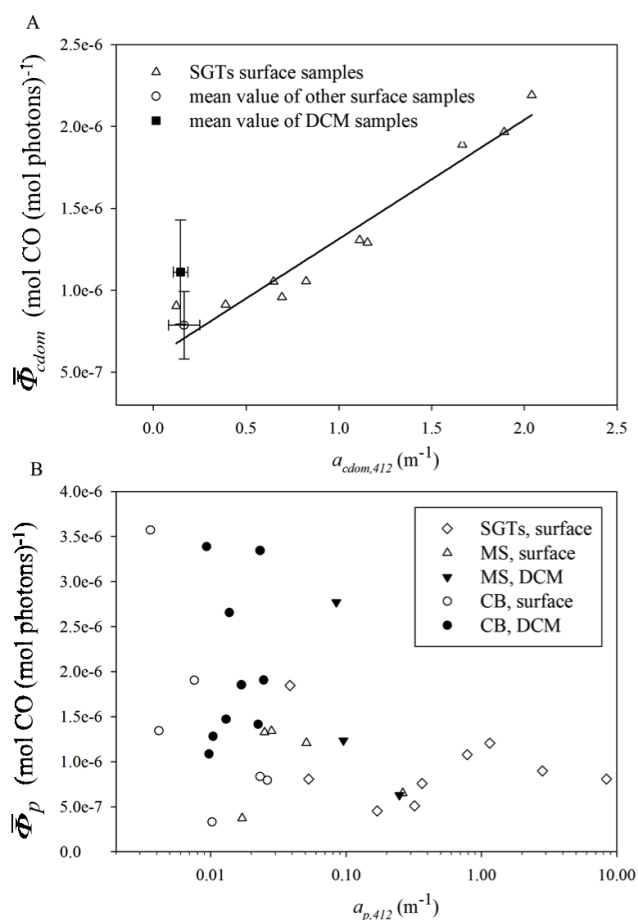 A
2.5e-6
2.0e-6
1.5e-6
1.0e-6
5.0e-7
Φ̅cdom (mol CO (mol photons)⁻¹)
SGTs surface samples
mean value of other surface samples
mean value of DCM samples
0.0 0.5 1.0 1.5 2.0 2.5
acdom,412 (m⁻¹)
B
4.0e-6
3.5e-6
3.0e-6
2.5e-6
2.0e-6
1.5e-6
1.0e-6
5.0e-7
0.0
Φ̅p (mol CO (mol photons)⁻¹)
SGTs, surface
MS, surface
MS, DCM
CB, surface
CB, DCM
0.01 0.10 1.00 10.00
ap,412 (m⁻¹)